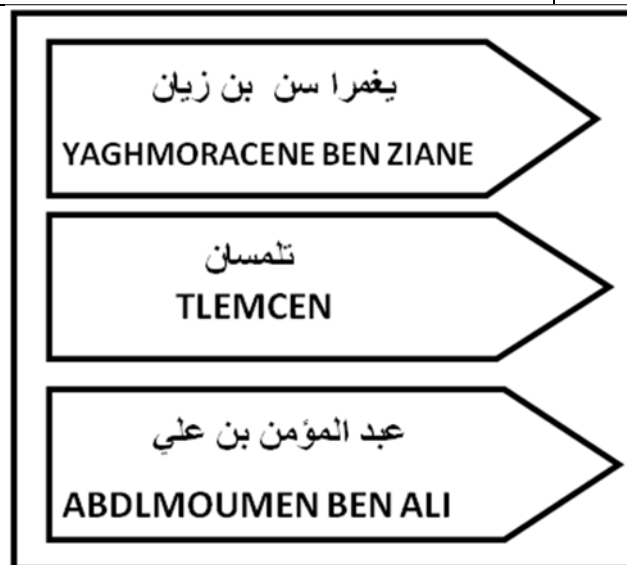 يغمرا سن بن زيان
YAGHMORACENE BEN ZIANE
تلمسان
TLEMCEN
عبد المؤمن بن علي
ABDLMOUMEN BEN ALI